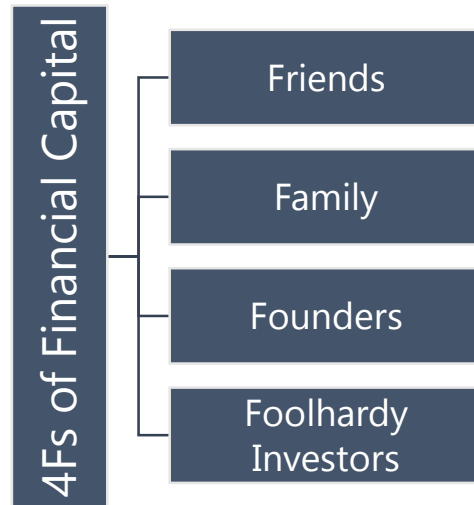 4Fs of Financial Capital
Friends
Family
Founders
Foolhardy
Investors